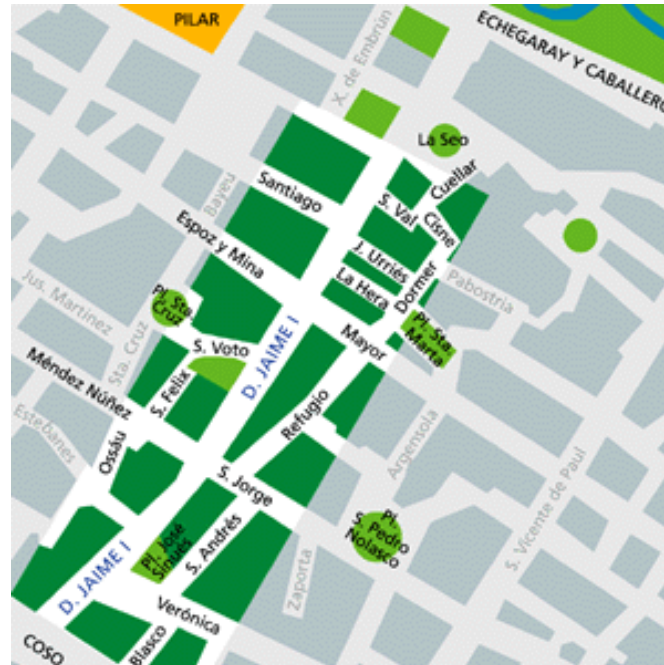 PILAR
ECHEGARAY Y CABALLERO
X. de Embrún
La Seo
Cuellar
Santiago
S. Val
Cisne
Bayeu
Espoz y Mina
J. Urriés
La Hera
Dormer
Pabostria
Jus. Martinez
Pl. Sta.
Cruz
Pl. Sta.
Marta
Mayor
Sta. Cruz
S. Voto
D. JAIME I
Méndez Núñez
S. Felix
Refugio
Estebanes
Ossáu
Argensola
S. Jorge
S. Vicente de Paul
Pl.
S. Pedro
Nolasco
Pl. José
Sinués
S. Andrés
D. JAIME I
Zaporta
Verónica
COSO
Blasco